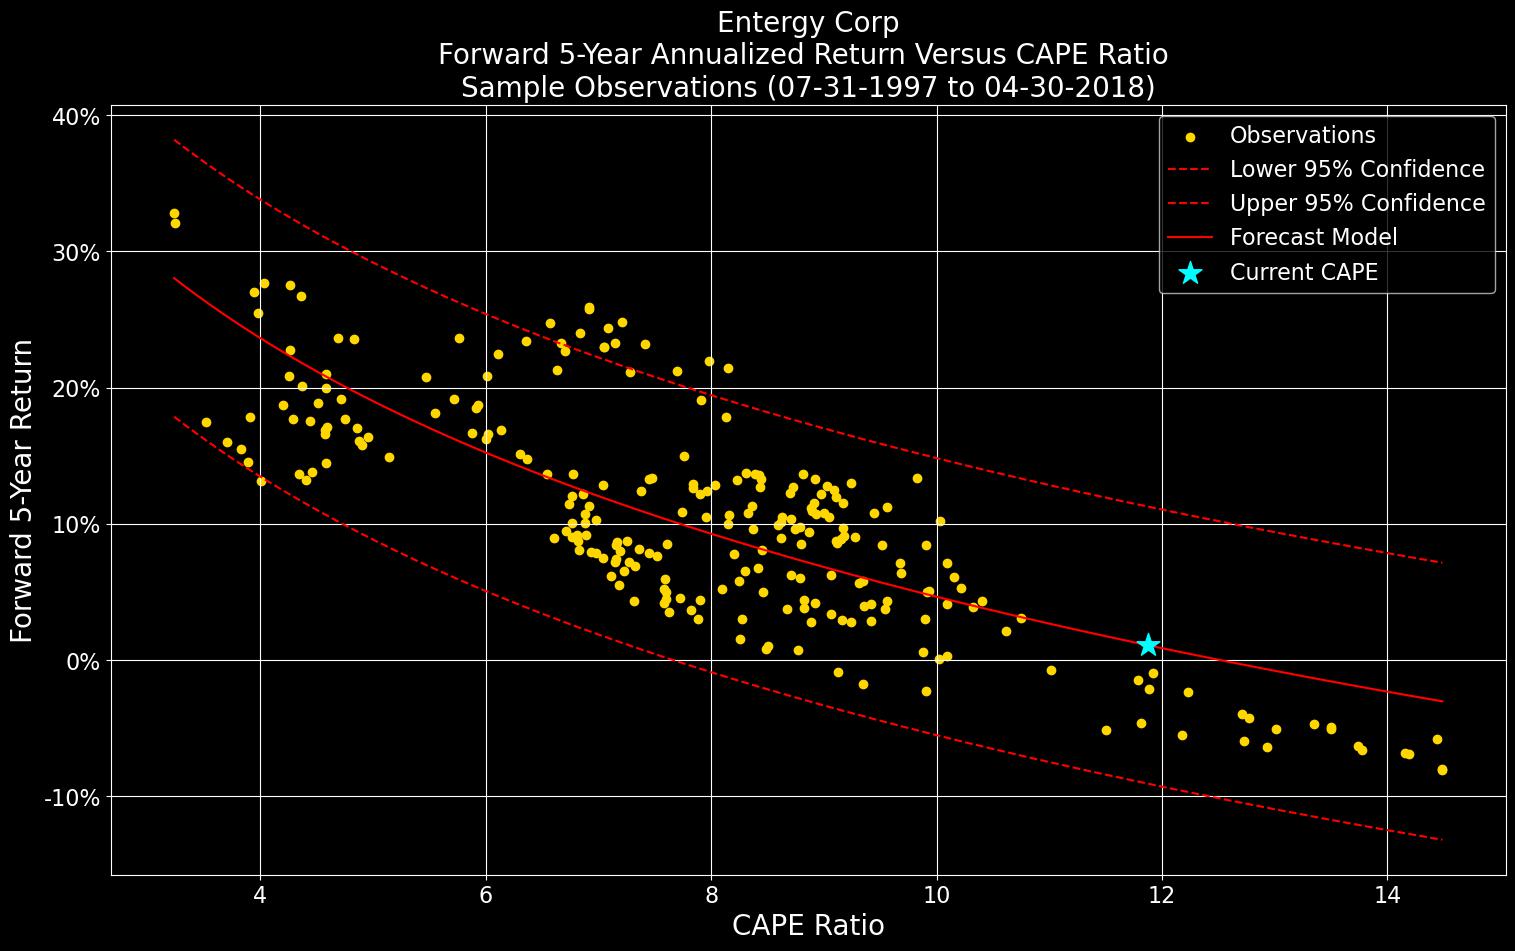 Entergy Corp
Forward 5-Year Annualized Return Versus CAPE Ratio
Sample Observations (07-31-1997 to 04-30-2018)
40%
30%
20%
10%
0%
-10%
Forward 5-Year Return
Observations
Lower 95% Confidence
Upper 95% Confidence
Forecast Model
Current CAPE
4
6
8
10
12
14
CAPE Ratio